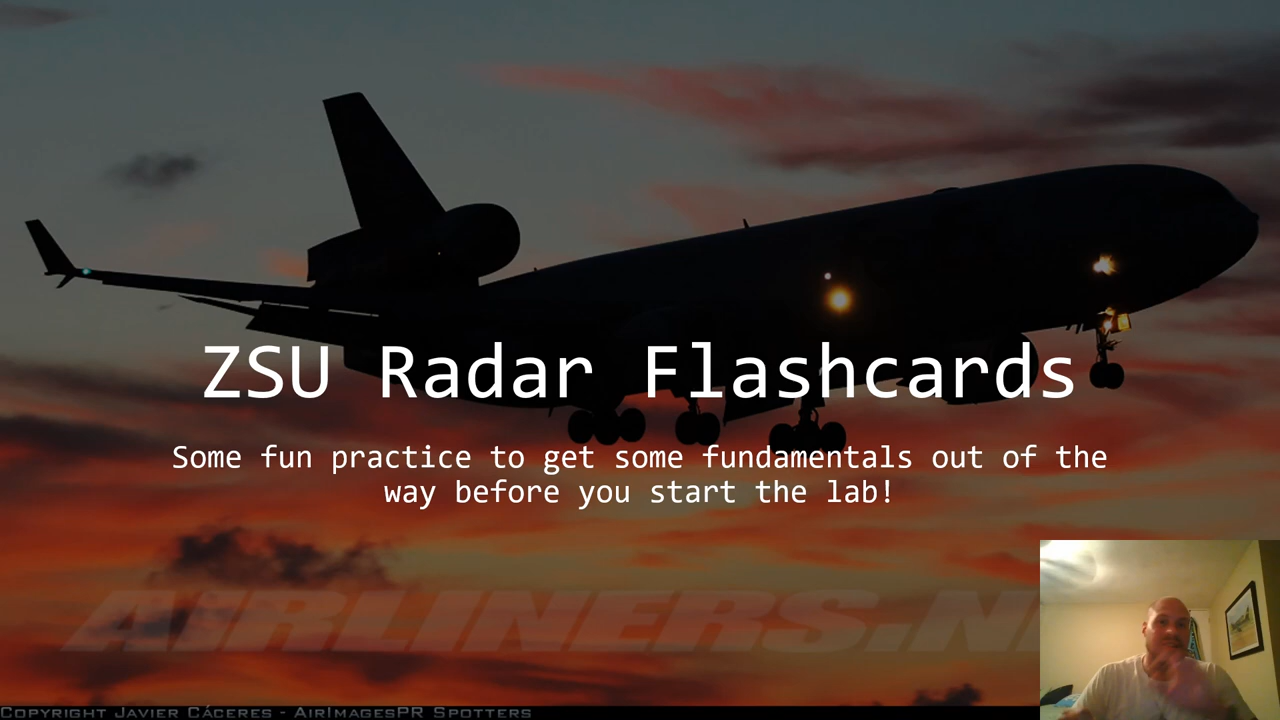 ZSU Radar Flashcards
Some fun practice to get some fundamentals out of the
way before you start the lab!
AIRLINERS.N
Copyright Javier Cáceres - AirImagesPR Spotters